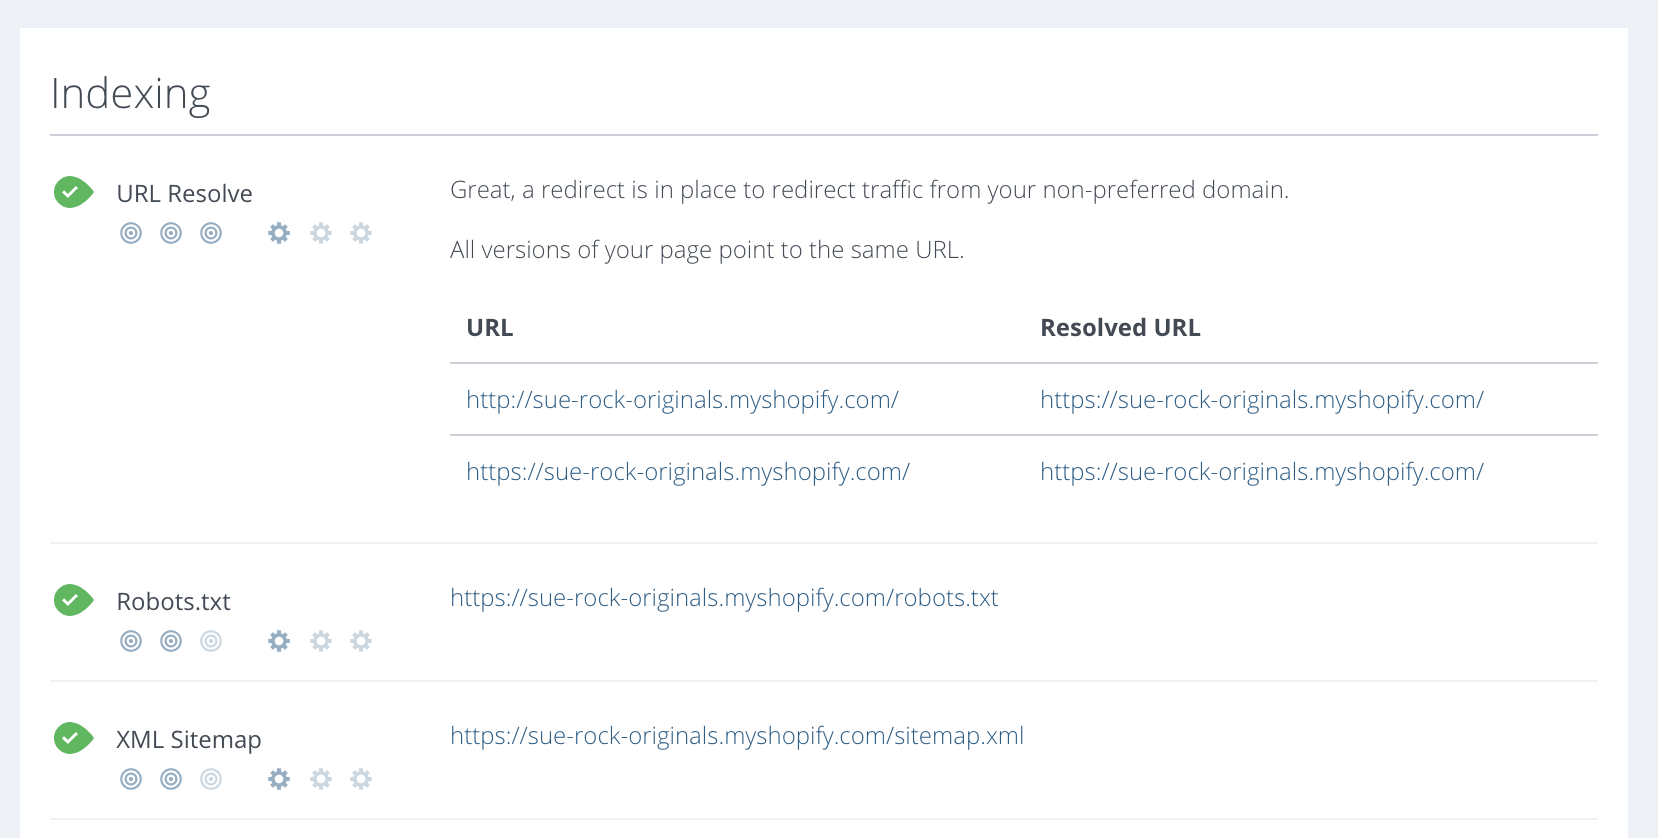 Indexing
URL Resolve
Great, a redirect is in place to redirect traffic from your non-preferred domain.
All versions of your page point to the same URL.
URL Resolved URL
http://sue-rock-originals.myshopify.com/ https://sue-rock-originals.myshopify.com/
https://sue-rock-originals.myshopify.com/ https://sue-rock-originals.myshopify.com/
Robots.txt https://sue-rock-originals.myshopify.com/robots.txt
XML Sitemap https://sue-rock-originals.myshopify.com/sitemap.xml